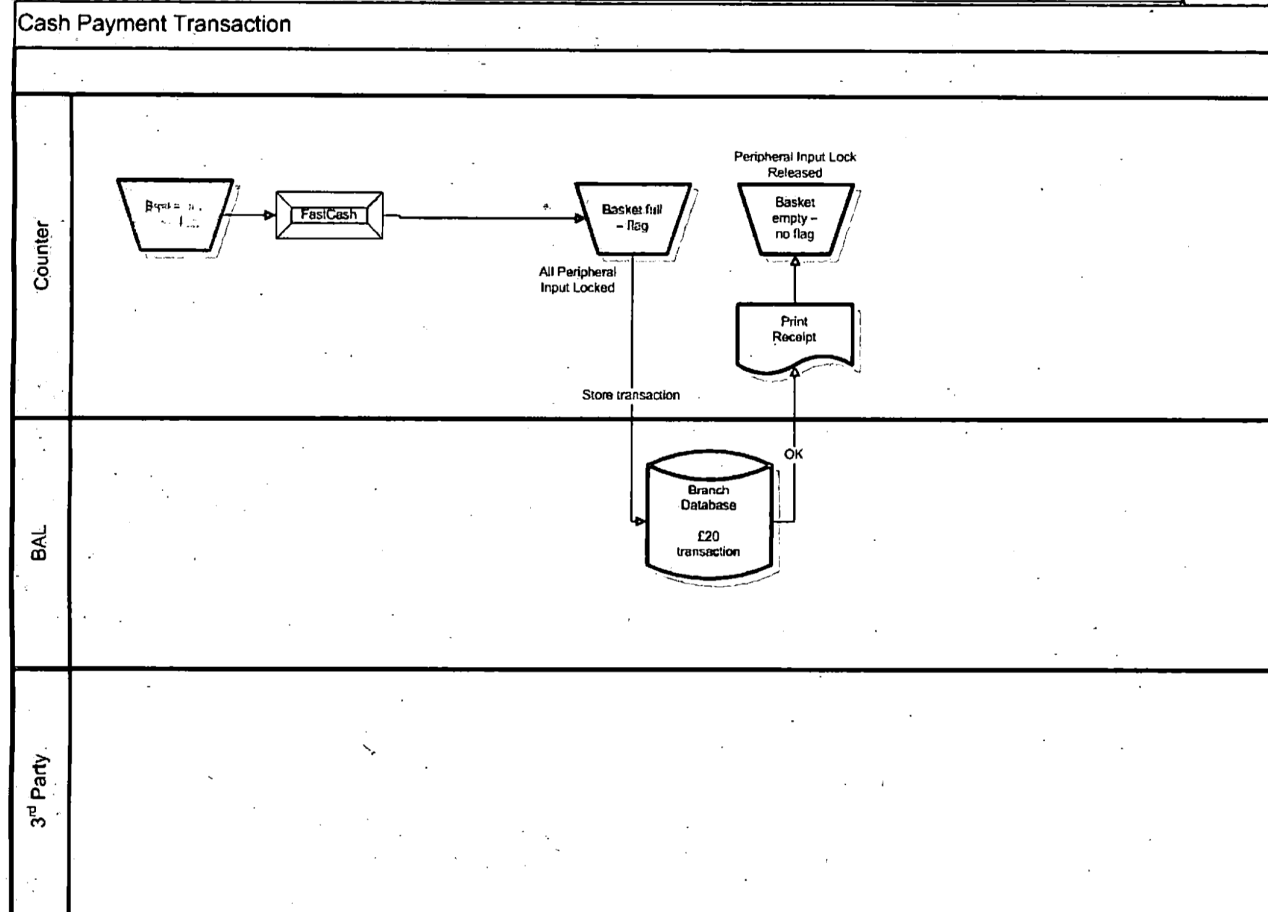 Cash Payment Transaction
Counter
FastCash
Basket full
– flag
All Peripheral
Input Locked
Peripheral Input Lock
Released
Basket
empty –
no flag
Print
Receipt
Store transaction
BAL
OK
Branch
Database
£20
transaction
3rd Party